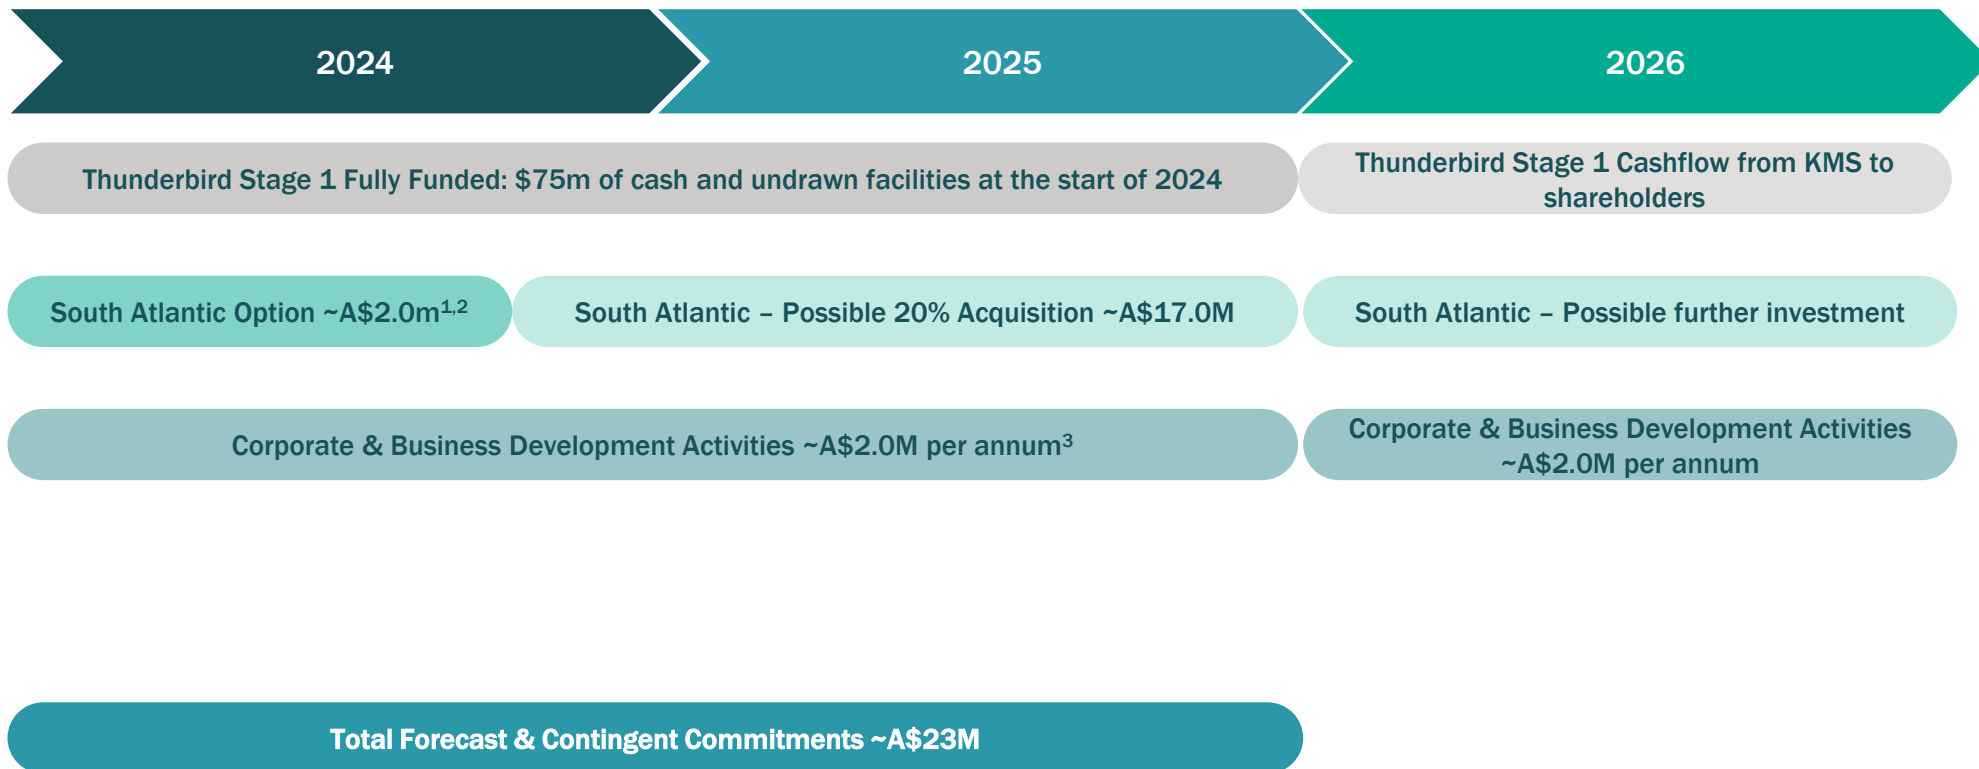 2024
2025
2026
Thunderbird Stage 1 Fully Funded: $75m of cash and undrawn facilities at the start of 2024
Thunderbird Stage 1 Cashflow from KMS to
shareholders
South Atlantic Option ~A$2.0m1,2
South Atlantic – Possible 20% Acquisition ~A$17.0M
South Atlantic – Possible further investment
Corporate & Business Development Activities ~A$2.0M per annum3
Corporate & Business Development Activities
~A$2.0M per annum
Total Forecast & Contingent Commitments ~A$23M